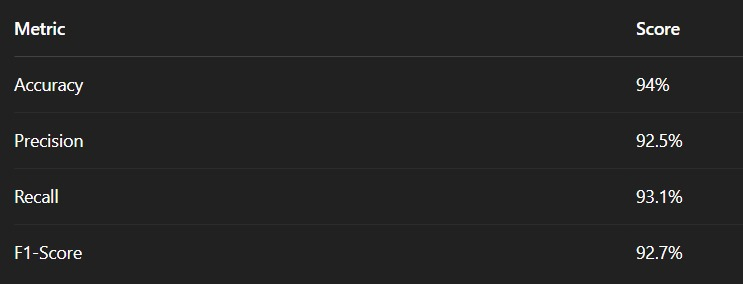 Metric Score
Accuracy 94%
Precision 92.5%
Recall 93.1%
F1-Score 92.7%